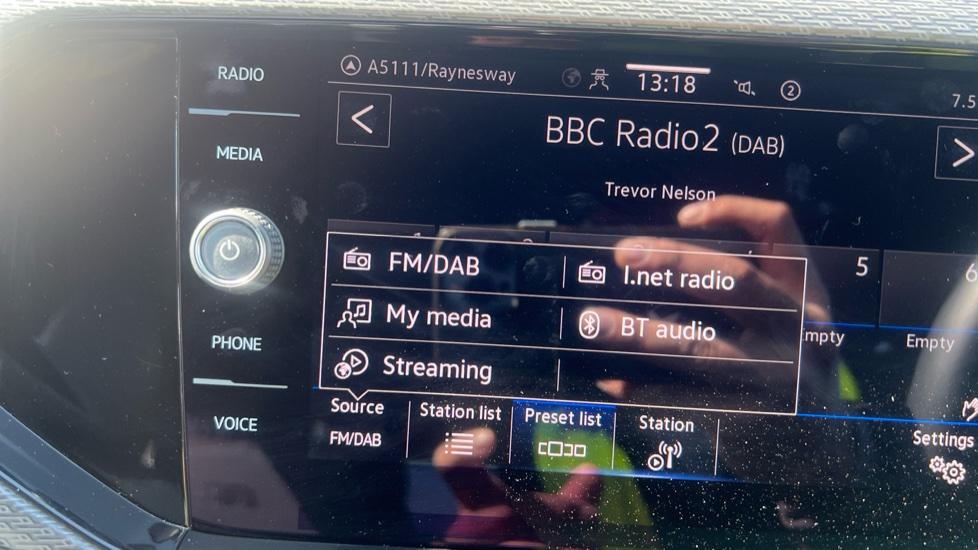 RADIO
A5111/Raynesway
13:18
2
7.5
MEDIA
BBC Radio2 (DAB)
Trevor Nelson
5
6
FM/DAB
I.net radio
My media
BT audio
Empty
Streaming
PHONE
Source
Station list
Preset list
Station
FM/DAB
VOICE
Settings